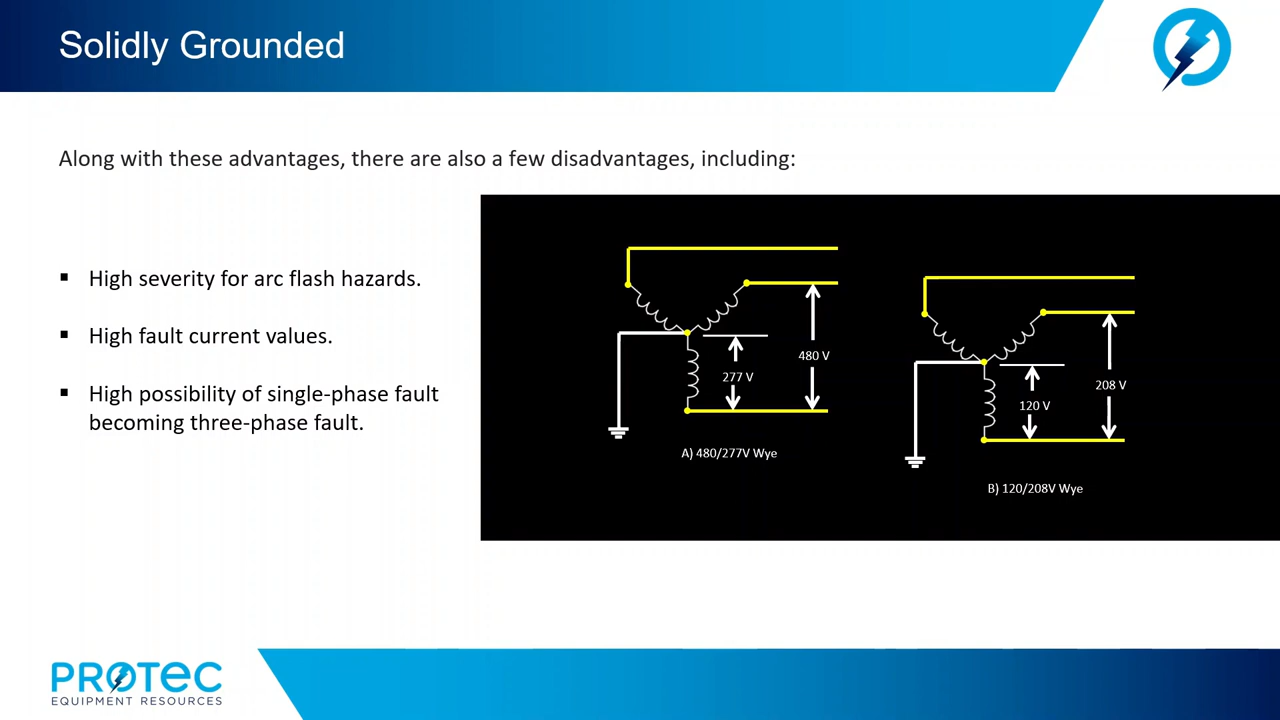 Solidly Grounded
Along with these advantages, there are also a few disadvantages, including:
▪ High severity for arc flash hazards.
▪ High fault current values.
▪ High possibility of single-phase fault
becoming three-phase fault.
480 V
277 V
A) 480/277V Wye
208 V
120 V
B) 120/208V Wye
PROTEC
EQUIPMENT RESOURCES